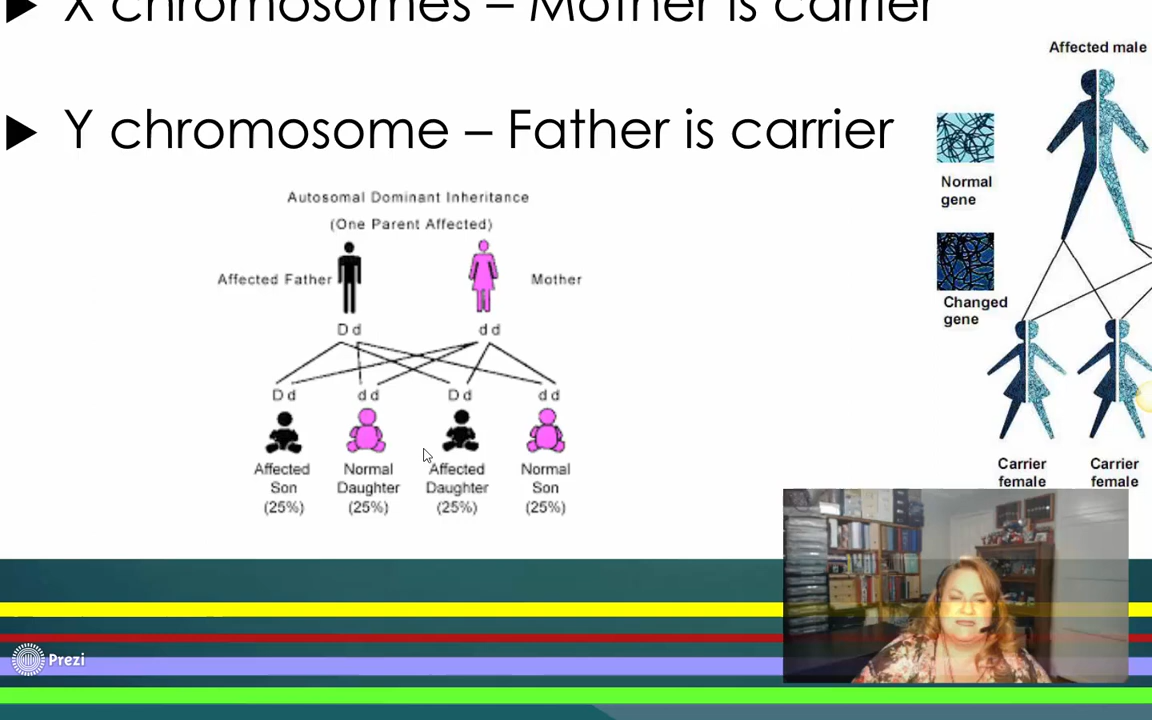 X chromosomes – Mother is carrier
Y chromosome – Father is carrier
Autosomal Dominant Inheritance
(One Parent Affected)
Affected Father
Mother
D d
d d
D d
d d
D d
d d
Affected Son (25%)
Normal Daughter (25%)
Affected Daughter (25%)
Normal Son (25%)
Affected male
Normal gene
Changed gene
Carrier female
Carrier female
Prezi